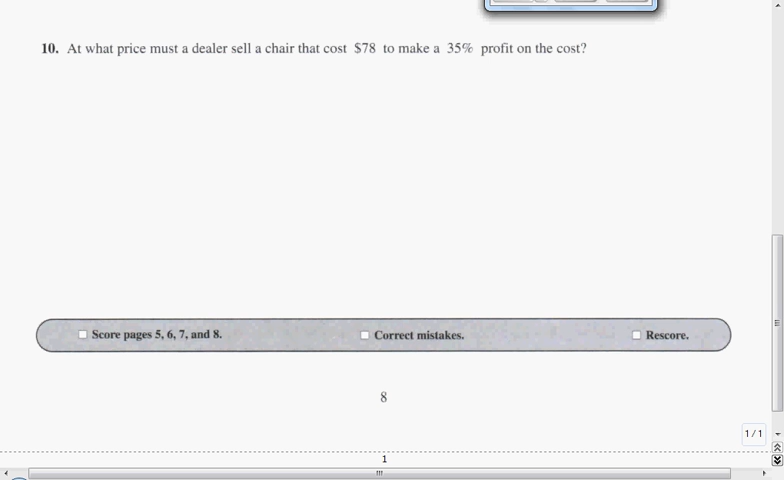 10. At what price must a dealer sell a chair that cost $78 to make a 35% profit on the cost?
Score pages 5, 6, 7, and 8. Correct mistakes. Rescore.
8
1 / 1
1